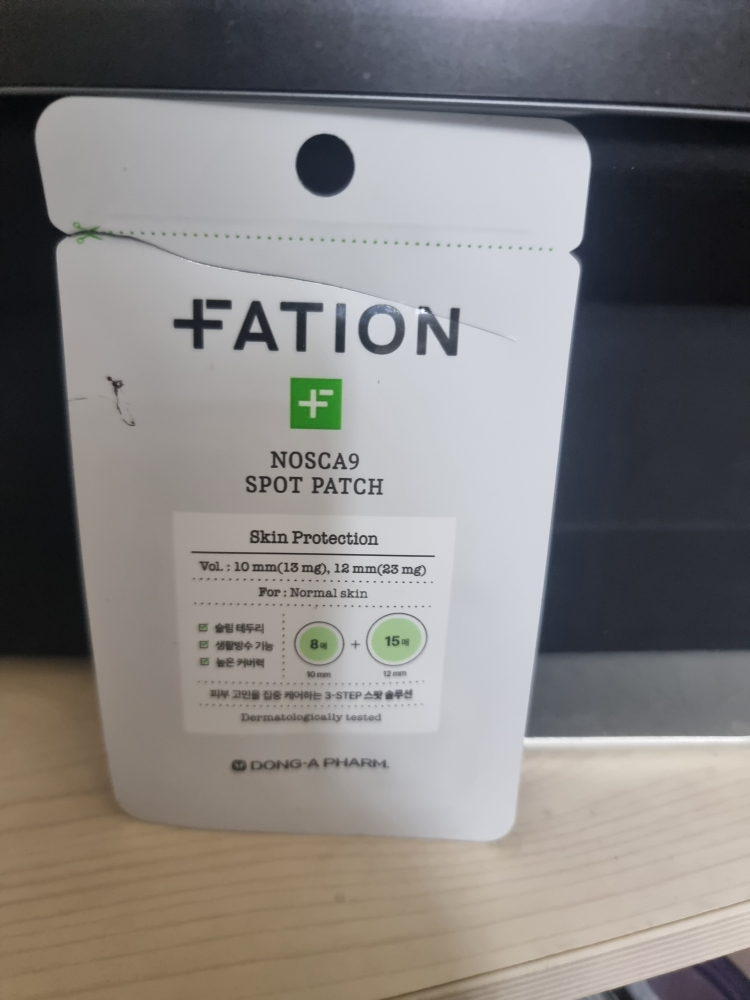 FATION
NOSCA9
SPOT PATCH
Skin Protection
Vol. : 10 mm(13 mg), 12 mm(23 mg)
For : Normal skin
슬림 테두리
생활방수 기능
높은 커버력
8매 + 15매
10 mm 12 mm
피부 고민을 집중 케어하는 3-STEP 스팟 솔루션
Dermatologically tested
DONG-A PHARM.